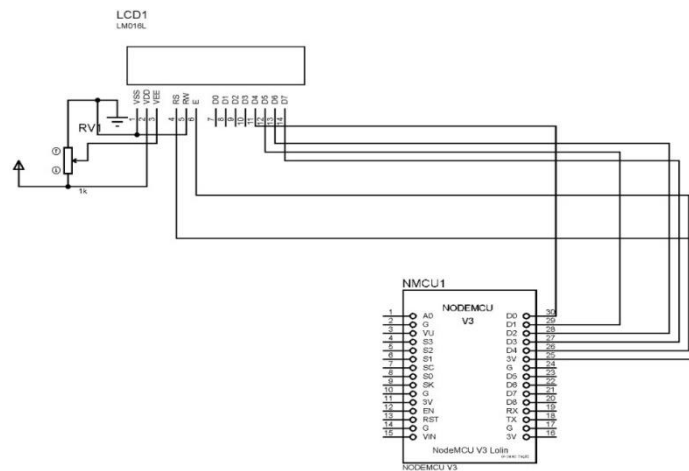 LCD1
LM016L
VSS VDD VEE RS RW E D0 D1 D2 D3 D4 D5 D6 D7
1 2 3 4 5 6 7 8 9 10 11 12 13 14
RV1
1k
NMCU1
NODEMCU
V3
1 A0 D0 30
2 G D1 29
3 VU D2 28
4 S3 D3 27
5 S2 D4 26
6 S1 3V 25
7 SC G 24
8 S0 D5 23
9 SK D6 22
10 G D7 21
11 3V D8 20
12 EN RX 19
13 RST TX 18
14 G G 17
15 VIN 3V 16
NodeMCU V3 Lolin
NODEMCU V3